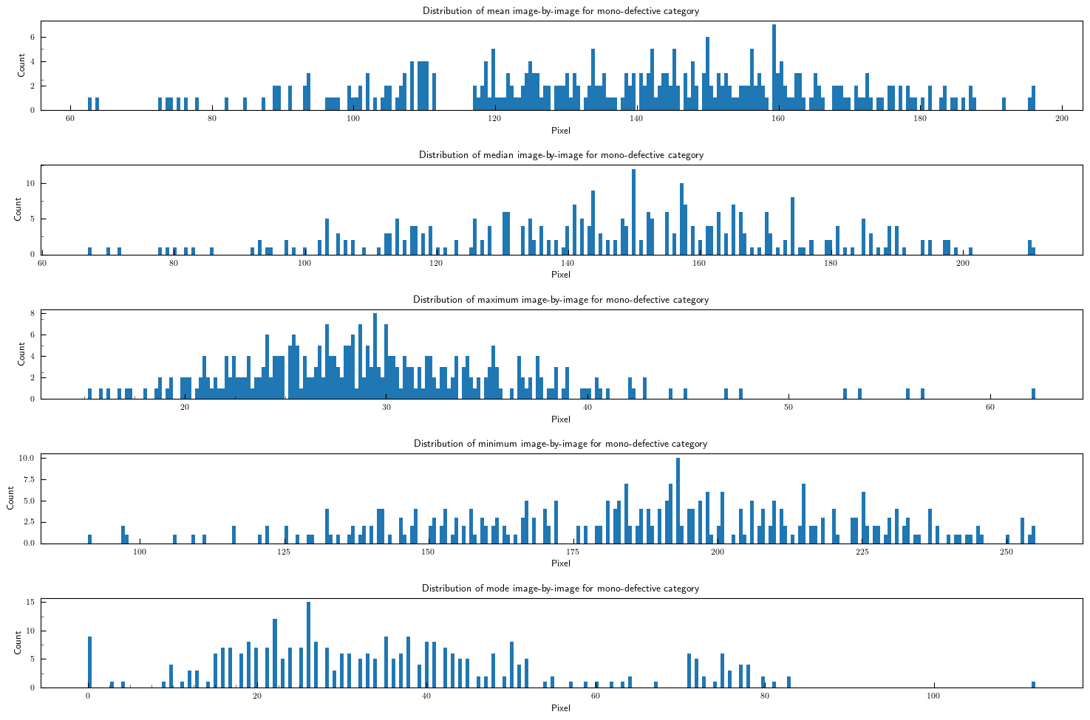 Distribution of mean image-by-image for mono-defective category
Count
0 2 4 6
60 80 100 120 140 160 180 200
Pixel
Distribution of median image-by-image for mono-defective category
Count
0 5 10
60 80 100 120 140 160 180 200
Pixel
Distribution of maximum image-by-image for mono-defective category
Count
0 2 4 6 8
20 30 40 50 60
Pixel
Distribution of minimum image-by-image for mono-defective category
Count
0.0 2.5 5.0 7.5 10.0
100 125 150 175 200 225 250
Pixel
Distribution of mode image-by-image for mono-defective category
Count
0 5 10 15
0 20 40 60 80 100
Pixel